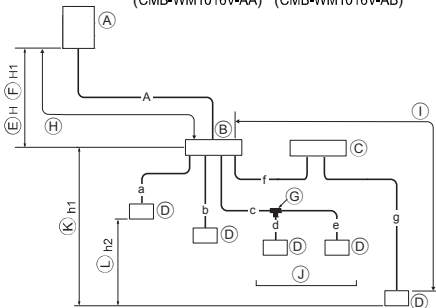 (CMB-WM1016V-AA) (CMB-WM1016V-AB)
A
E H F H1
A
H
B
I
C
f
a
G
K h1
D
b
c
d
e
g
L h2
D
D
D
J
D